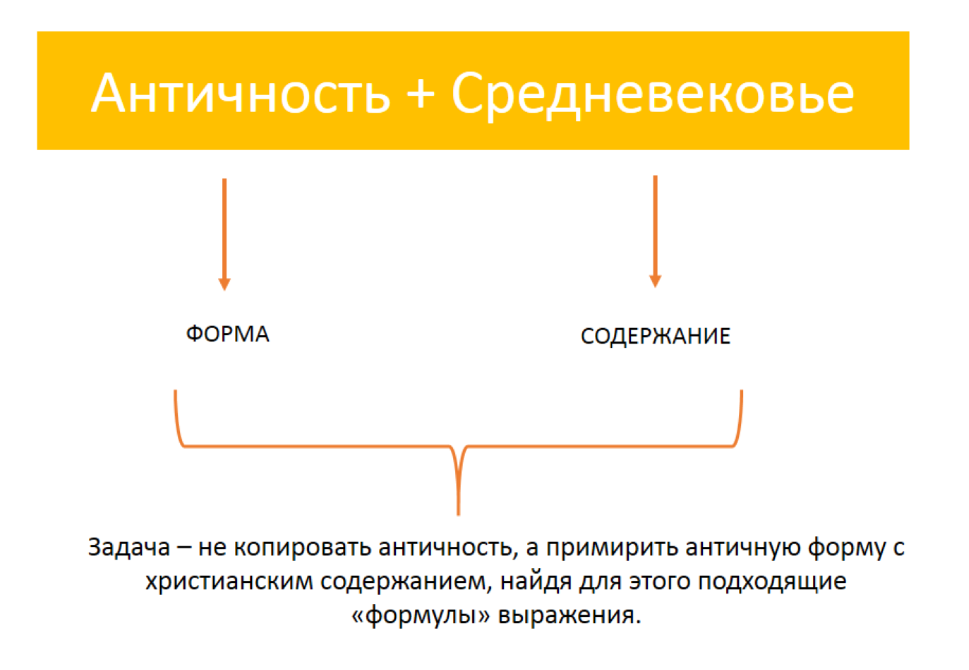 Античность + Средневековье
ФОРМА
СОДЕРЖАНИЕ
Задача – не копировать античность, а примирить античную форму с
христианским содержанием, найдя для этого подходящие
«формулы» выражения.